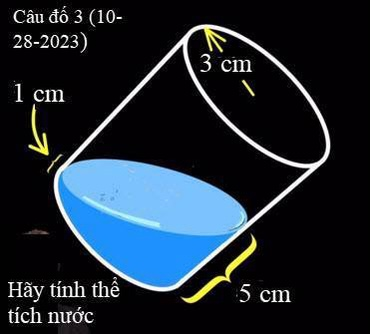 Câu đố 3 (10-
28-2023)
3 cm
1 cm
5 cm
Hãy tính thể
tích nước